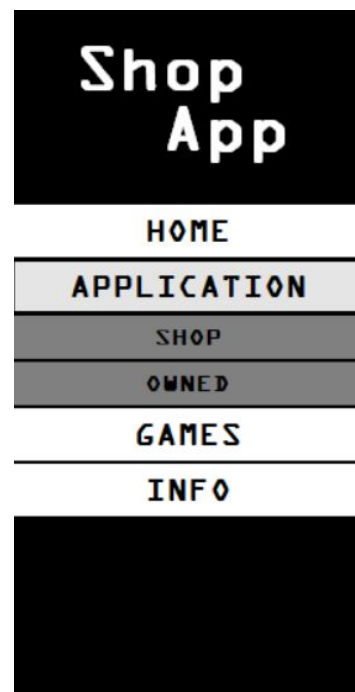 Shop
App
HOME
APPLICATION
SHOP
OWNED
GAMES
INFO